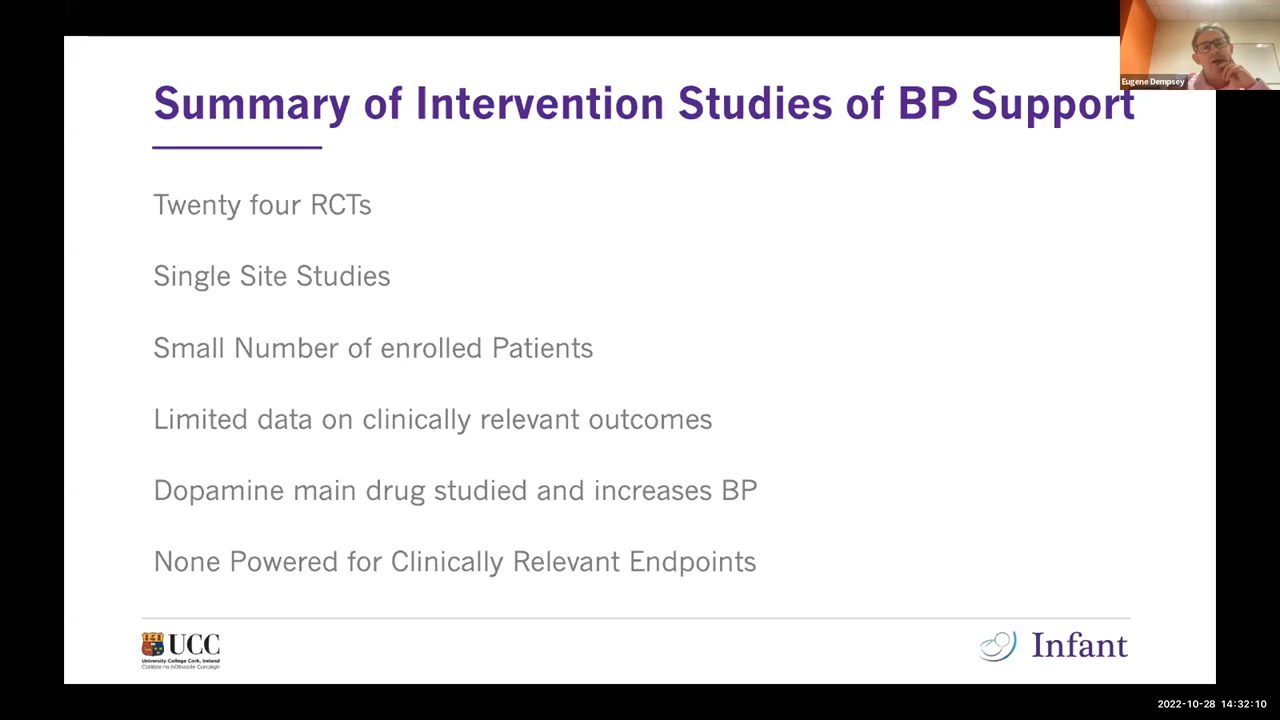 Eugene Dempsey
Summary of Intervention Studies of BP Support
Twenty four RCTs
Single Site Studies
Small Number of enrolled Patients
Limited data on clinically relevant outcomes
Dopamine main drug studied and increases BP
None Powered for Clinically Relevant Endpoints
UCC
University College Cork, Ireland
Coláiste na hOllscoile Corcaigh
Infant
2022-10-28 14:32:10